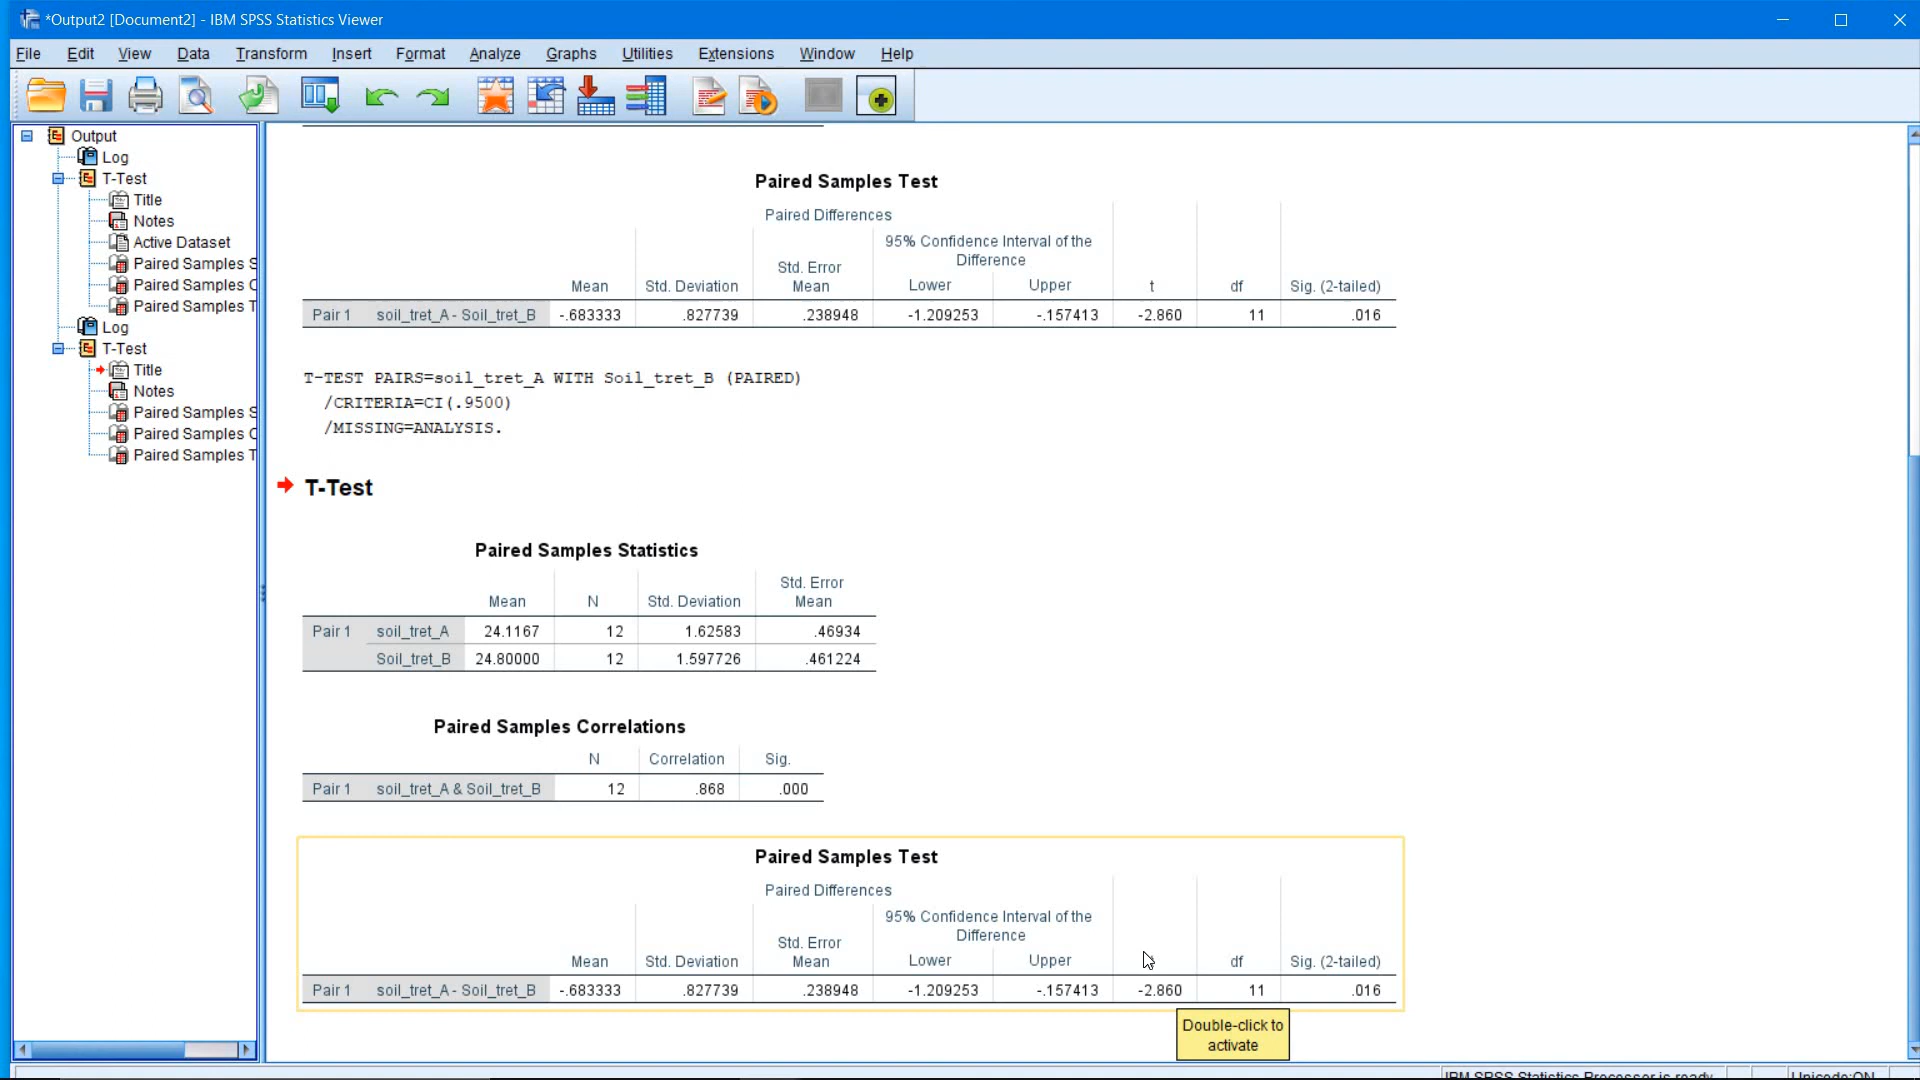 *Output2 [Document2] - IBM SPSS Statistics Viewer
File Edit View Data Transform Insert Format Analyze Graphs Utilities Extensions Window Help
Output
Log
T-Test
Title
Notes
Active Dataset
Paired Samples S
Paired Samples C
Paired Samples T
Log
T-Test
Title
Notes
Paired Samples S
Paired Samples C
Paired Samples T
Paired Samples Test
Paired Differences
95% Confidence Interval of the
Difference
Std. Error
Mean Std. Deviation Mean Lower Upper t df Sig. (2-tailed)
Pair 1 soil_tret_A - Soil_tret_B -.683333 .827739 .238948 -1.209253 -.157413 -2.860 11 .016
T-TEST PAIRS=soil_tret_A WITH Soil_tret_B (PAIRED)
/CRITERIA=CI(.9500)
/MISSING=ANALYSIS.
T-Test
Paired Samples Statistics
Std. Error
Mean N Std. Deviation Mean
Pair 1 soil_tret_A 24.1167 12 1.62583 .46934
Soil_tret_B 24.80000 12 1.597726 .461224
Paired Samples Correlations
N Correlation Sig.
Pair 1 soil_tret_A & Soil_tret_B 12 .868 .000
Paired Samples Test
Paired Differences
95% Confidence Interval of the
Difference
Std. Error
Mean Std. Deviation Mean Lower Upper df Sig. (2-tailed)
Pair 1 soil_tret_A - Soil_tret_B -.683333 .827739 .238948 -1.209253 -.157413 -2.860 11 .016
Double-click to
activate
IBM SPSS Statistics Processor is ready Unicode:ON